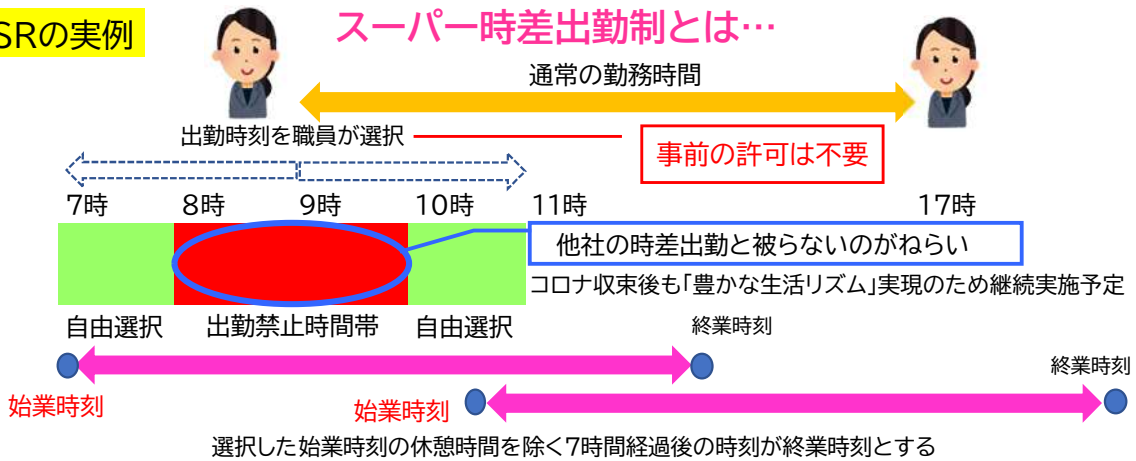 SRの実例
スーパー時差出勤制とは…
通常の勤務時間
出勤時刻を職員が選択
事前の許可は不要
7時 8時 9時 10時 11時 17時
他社の時差出勤と被らないのがねらい
コロナ収束後も「豊かな生活リズム」実現のため継続実施予定
自由選択 出勤禁止時間帯 自由選択 終業時刻
終業時刻
始業時刻 始業時刻
選択した始業時刻の休憩時間を除く7時間経過後の時刻が終業時刻とする